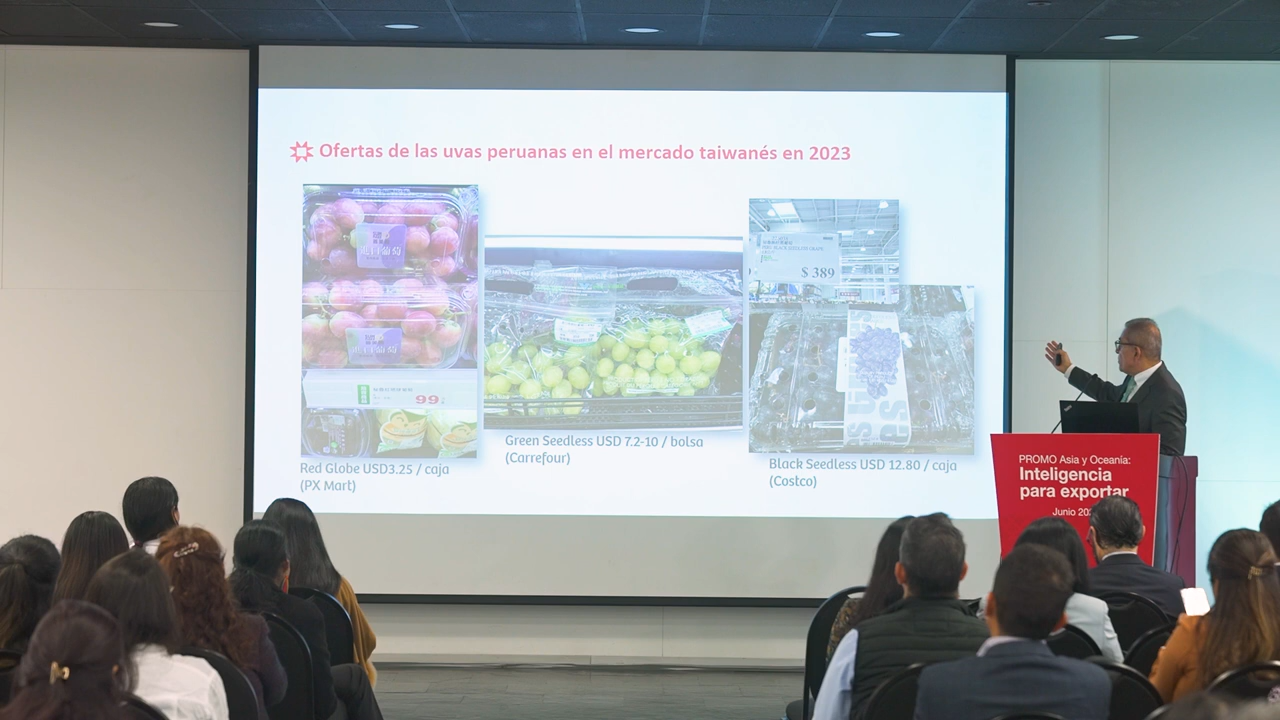 Ofertas de las uvas peruanas en el mercado taiwanés en 2023
$ 389
99
Green Seedless USD 7.2-10 / bolsa
(Carrefour)
Red Globe USD3.25 / caja
(PX Mart)
Black Seedless USD 12.80 / caja
(Costco)
PROMO Asia y Oceanía:
Inteligencia
para exportar
Junio